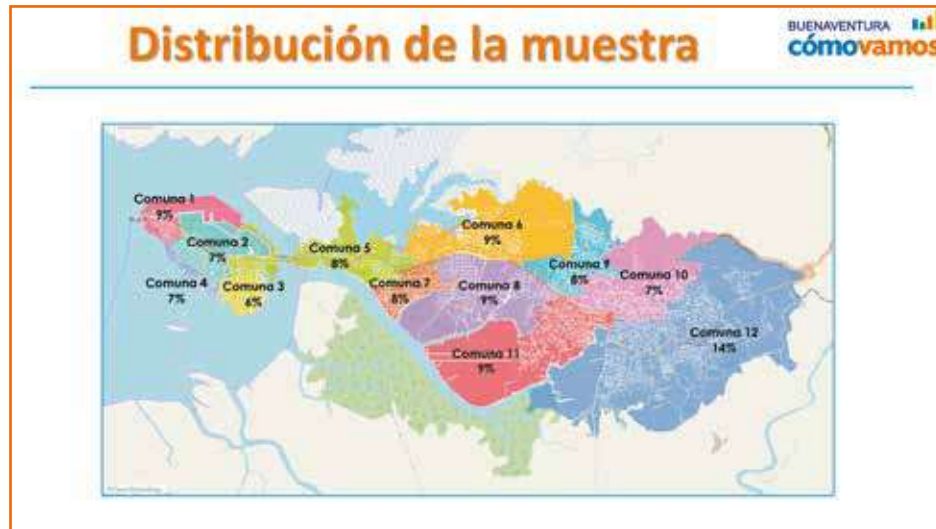 Distribución de la muestra
BUENAVENTURA
cómovamos
Comuna 1
9%
Comuna 2
7%
Comuna 4
7%
Comuna 3
6%
Comuna 5
8%
Comuna 6
9%
Comuna 7
8%
Comuna 8
9%
Comuna 9
8%
Comuna 10
7%
Comuna 11
9%
Comuna 12
14%